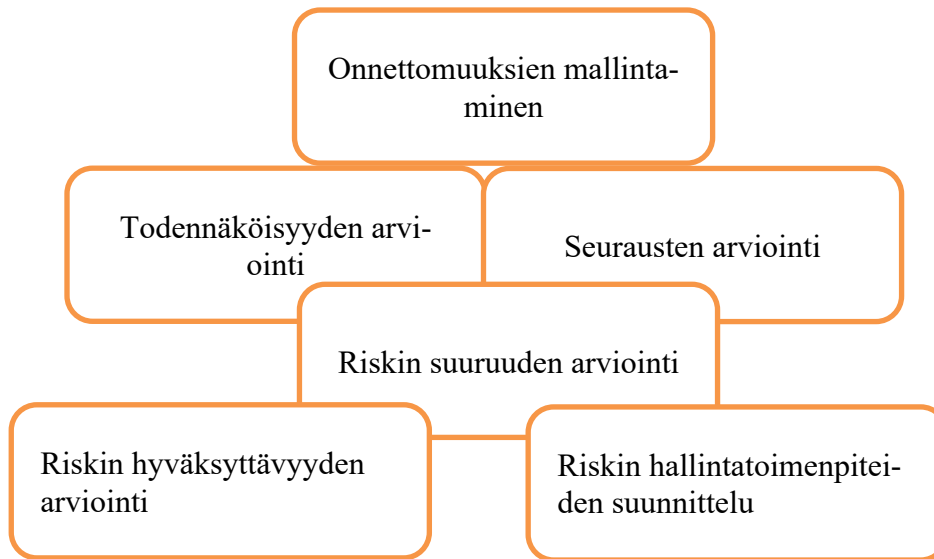 Onnettomuuksien mallinta-
minen
Todennäköisyyden arvi-
ointi
Seurausten arviointi
Riskin suuruuden arviointi
Riskin hyväksyttävyyden
arviointi
Riskin hallintatoimenpitei-
den suunnittelu